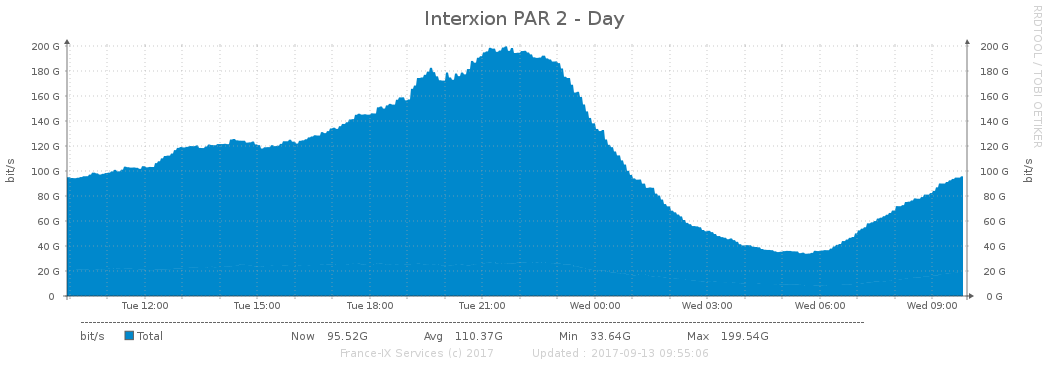 Interxion PAR 2 - Day
RRDTOOL / TOBI OETIKER
200 G 200 G
180 G 180 G
160 G 160 G
140 G 140 G
120 G 120 G
100 G 100 G
80 G 80 G
60 G 60 G
40 G 40 G
20 G 20 G
0 0 G
bit/s bit/s
Tue 12:00 Tue 15:00 Tue 18:00 Tue 21:00 Wed 00:00 Wed 03:00 Wed 06:00 Wed 09:00
bit/s Total Now 95.52G Avg 110.37G Min 33.64G Max 199.54G
France-IX Services (c) 2017 Updated : 2017-09-13 09:55:06